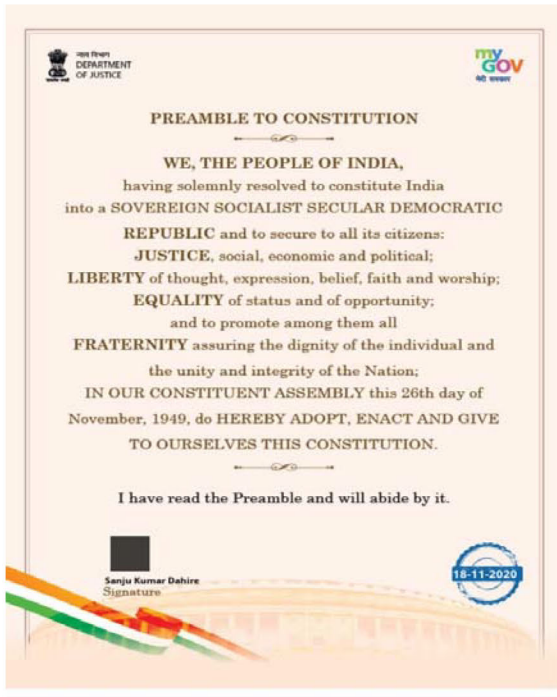 न्याय विभाग
DEPARTMENT
OF JUSTICE
my
GOV
मेरी सरकार
PREAMBLE TO CONSTITUTION
WE, THE PEOPLE OF INDIA,
having solemnly resolved to constitute India
into a SOVEREIGN SOCIALIST SECULAR DEMOCRATIC
REPUBLIC and to secure to all its citizens:
JUSTICE, social, economic and political;
LIBERTY of thought, expression, belief, faith and worship;
EQUALITY of status and of opportunity;
and to promote among them all
FRATERNITY assuring the dignity of the individual and
the unity and integrity of the Nation;
IN OUR CONSTITUENT ASSEMBLY this 26th day of
November, 1949, do HEREBY ADOPT, ENACT AND GIVE
TO OURSELVES THIS CONSTITUTION.
I have read the Preamble and will abide by it.
Sanju Kumar Dahire
Signature
18-11-2020